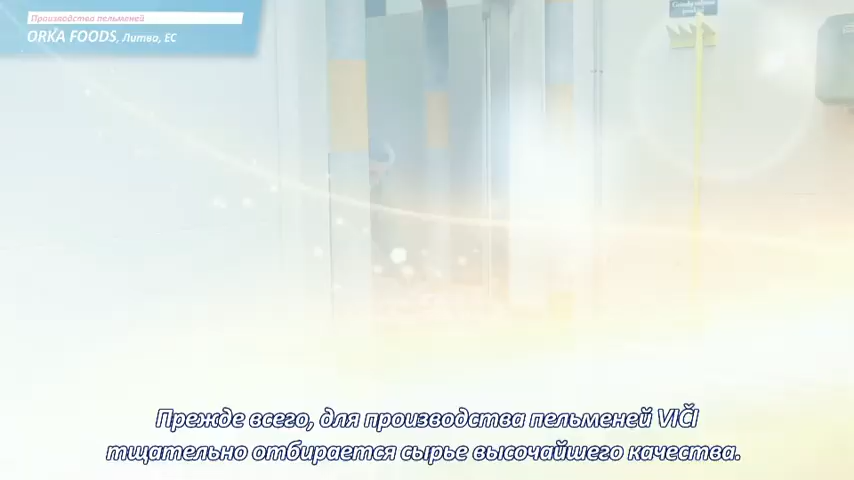 Производство пельменей
ORKA FOODS, Литва, ЕС
Прежде всего, для производства пельменей VIČI
тщательно отбирается сырье высочайшего качества.